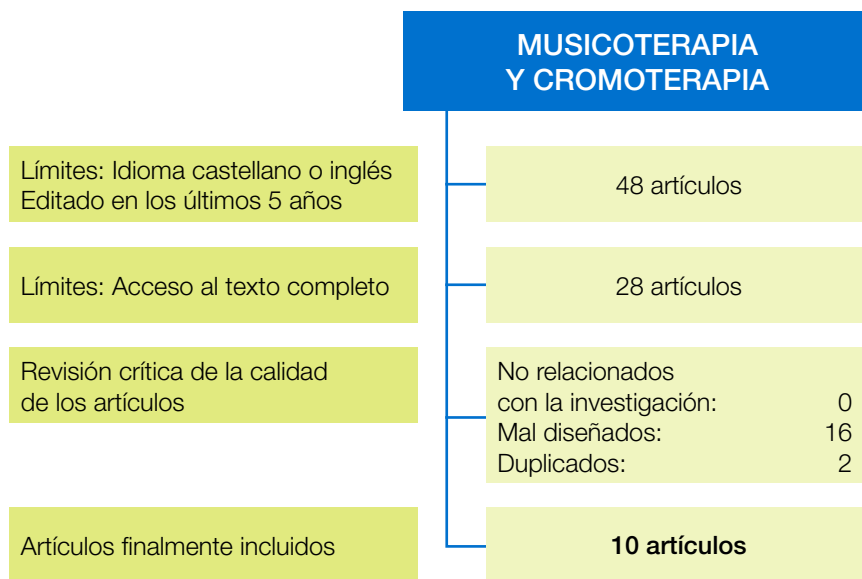 MUSICOTERAPIA
Y CROMOTERAPIA
Límites: Idioma castellano o inglés
Editado en los últimos 5 años
48 artículos
Límites: Acceso al texto completo
28 artículos
Revisión crítica de la calidad
de los artículos
No relacionados
con la investigación: 0
Mal diseñados: 16
Duplicados: 2
Artículos finalmente incluidos
10 artículos